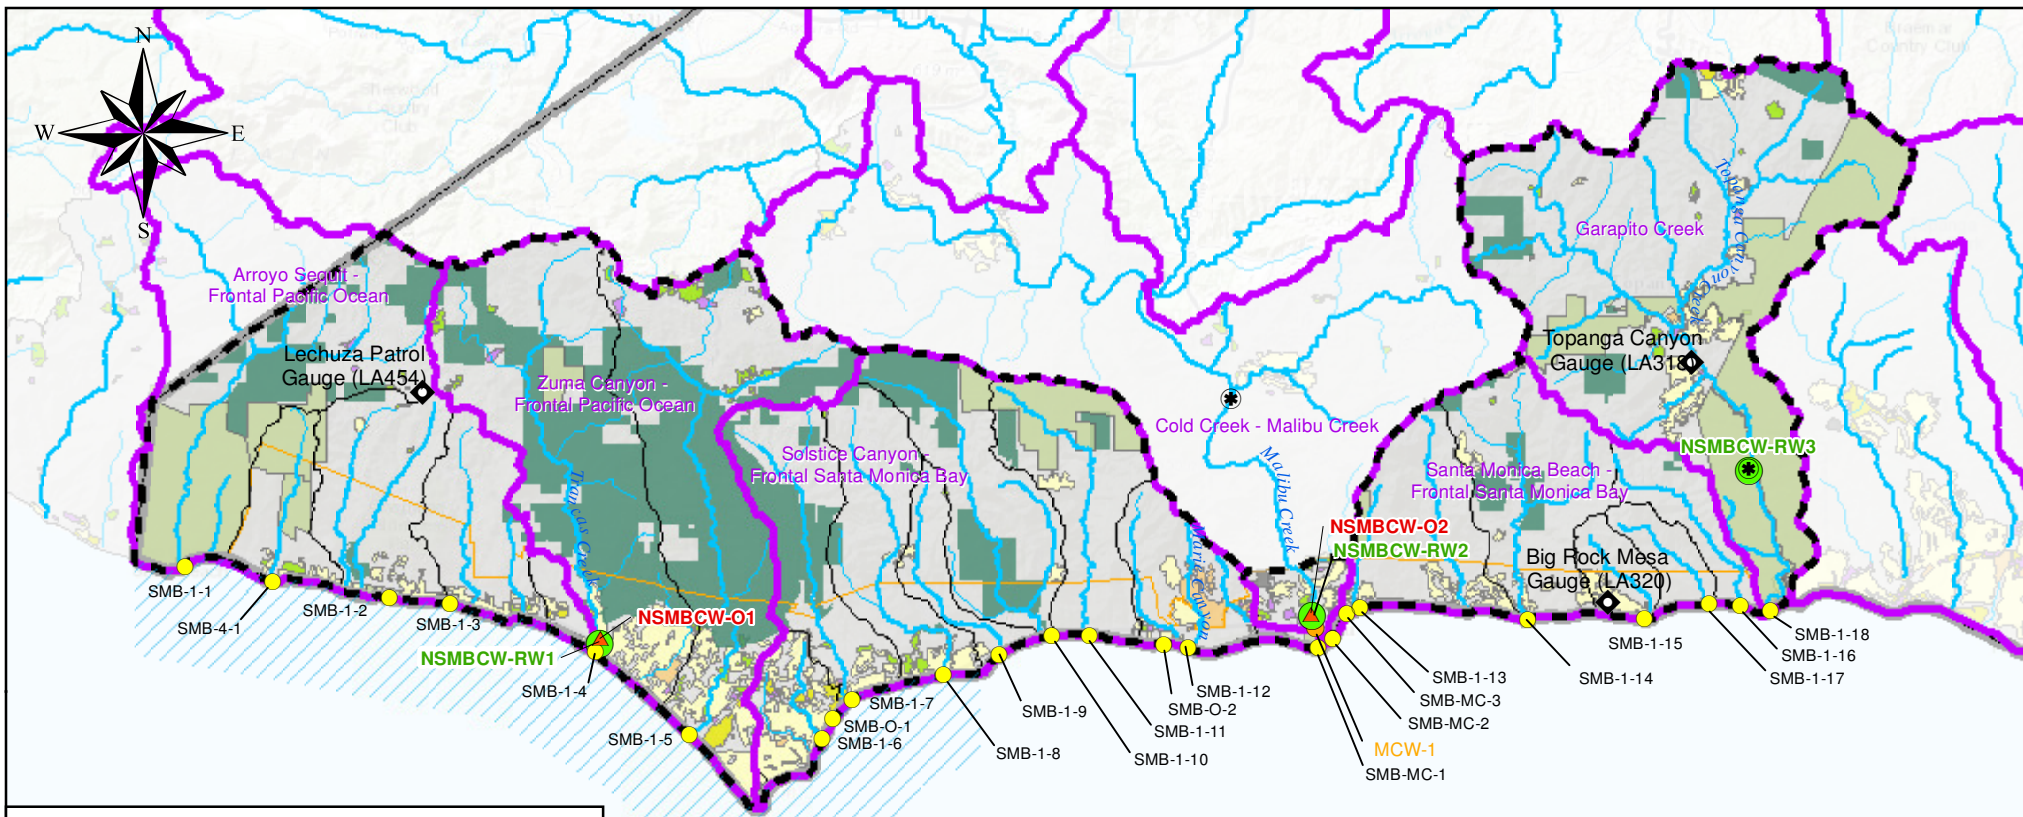 N
W
E
S
Arroyo Sequit -
Frontal Pacific Ocean
Lechuza Patrol
Gauge (LA454)
Zuma Canyon -
Frontal Pacific Ocean
Solstice Canyon -
Frontal Santa Monica Bay
Cold Creek - Malibu Creek
Garapito Creek
Topanga Canyon Creek
Topanga Canyon
Gauge (LA318)
Santa Monica Beach -
Frontal Santa Monica Bay
NSMBCW-RW3
Malibu Creek
Trancas Creek
NSMBCW-O2
NSMBCW-RW2
Big Rock Mesa
Gauge (LA320)
SMB-1-1
SMB-4-1
SMB-1-2
SMB-1-3
NSMBCW-O1
NSMBCW-RW1
SMB-1-4
SMB-1-5
SMB-1-7
SMB-O-1
SMB-1-6
SMB-1-8
SMB-1-9
SMB-1-10
SMB-1-11
SMB-O-2
SMB-1-12
SMB-1-13
SMB-MC-3
SMB-MC-2
MCW-1
SMB-MC-1
SMB-1-14
SMB-1-15
SMB-1-18
SMB-1-16
SMB-1-17